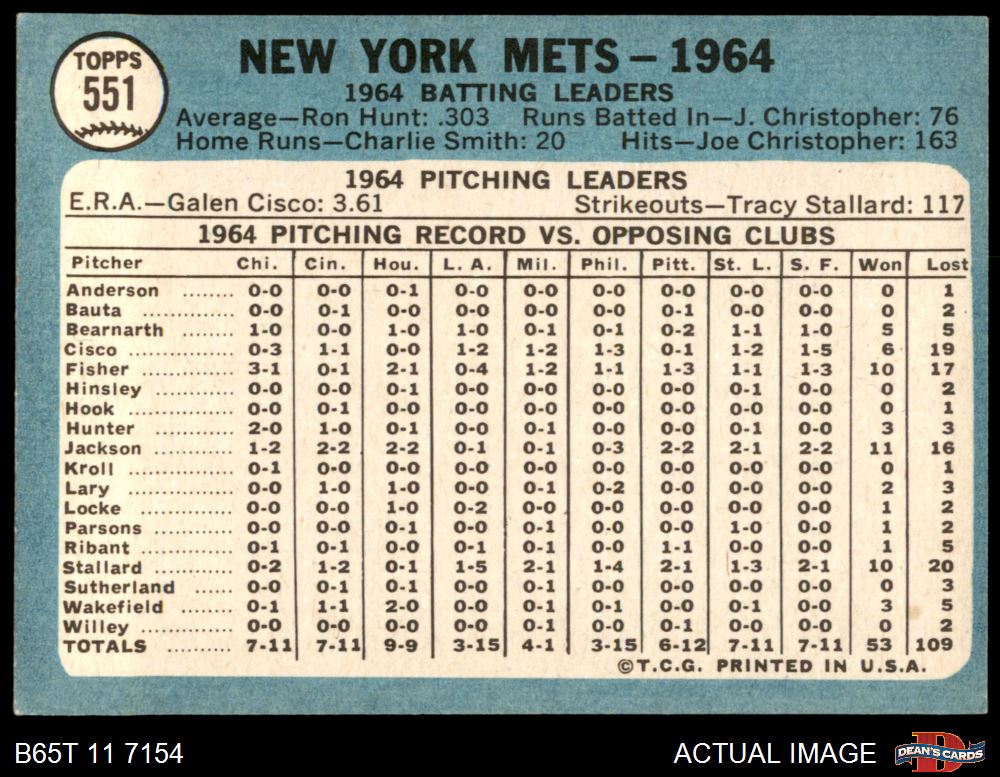 TOPPS
551
NEW YORK METS – 1964
1964 BATTING LEADERS
Average—Ron Hunt: .303 Runs Batted In—J. Christopher: 76
Home Runs—Charlie Smith: 20 Hits—Joe Christopher: 163
1964 PITCHING LEADERS
E.R.A.—Galen Cisco: 3.61 Strikeouts—Tracy Stallard: 117
1964 PITCHING RECORD VS. OPPOSING CLUBS
Pitcher Chi. Cin. Hou. L. A. Mil. Phil. Pitt. St. L. S. F. Won Lost
Anderson ........ 0-0 0-0 0-1 0-0 0-0 0-0 0-0 0-0 0-0 0 1
Bauta .............. 0-0 0-1 0-0 0-0 0-0 0-0 0-1 0-0 0-0 0 2
Bearnarth ........ 1-0 0-0 1-0 1-0 0-1 0-1 0-2 1-1 1-0 5 5
Cisco ................ 0-3 1-1 0-0 1-2 1-2 1-3 0-1 1-2 1-5 6 19
Fisher .............. 3-1 0-1 2-1 0-4 1-2 1-1 1-3 1-1 1-3 10 17
Hinsley ............ 0-0 0-0 0-1 0-0 0-0 0-0 0-0 0-1 0-0 0 2
Hook ................ 0-0 0-1 0-0 0-0 0-0 0-0 0-0 0-0 0-0 0 1
Hunter .............. 2-0 1-0 0-1 0-0 0-1 0-0 0-0 0-1 0-0 3 3
Jackson ............ 1-2 2-2 2-2 0-1 0-1 0-3 2-2 2-1 2-2 11 16
Kroll ................ 0-1 0-0 0-0 0-0 0-0 0-0 0-0 0-0 0-0 0 1
Lary ................ 0-0 1-0 1-0 0-0 0-1 0-2 0-0 0-0 0-0 2 3
Locke .............. 0-0 0-0 1-0 0-2 0-0 0-0 0-0 0-0 0-0 1 2
Parsons ............ 0-0 0-0 0-1 0-0 0-1 0-0 0-0 1-0 0-0 1 2
Ribant .............. 0-1 0-1 0-0 0-1 0-1 0-0 1-1 0-0 0-0 1 5
Stallard ............ 0-2 1-2 0-1 1-5 2-1 1-4 2-1 1-3 2-1 10 20
Sutherland ...... 0-0 0-1 0-1 0-0 0-1 0-0 0-0 0-0 0-0 0 3
Wakefield ........ 0-1 1-1 2-0 0-0 0-1 0-1 0-0 0-1 0-0 3 5
Willey .............. 0-0 0-0 0-0 0-0 0-1 0-0 0-1 0-0 0-0 0 2
TOTALS .......... 7-11 7-11 9-9 3-15 4-1 3-15 6-12 7-11 7-11 53 109
©T.C.G. PRINTED IN U.S.A.
B65T 11 7154 ACTUAL IMAGE
D
DEAN'S CARDS